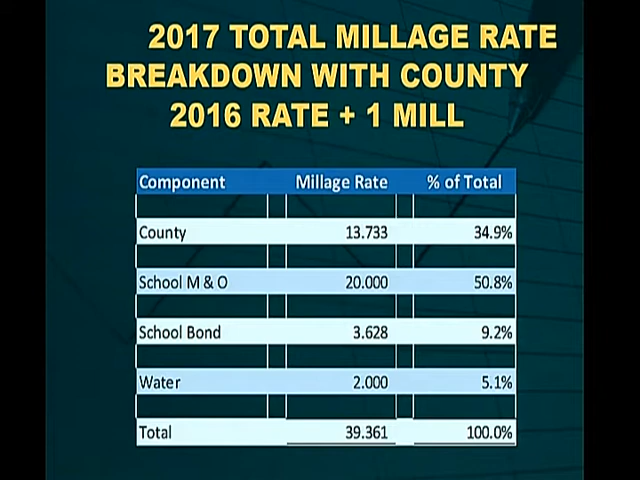 2017 TOTAL MILLAGE RATE
BREAKDOWN WITH COUNTY
2016 RATE + 1 MILL
Component Millage Rate % of Total
County 13.733 34.9%
School M & O 20.000 50.8%
School Bond 3.628 9.2%
Water 2.000 5.1%
Total 39.361 100.0%